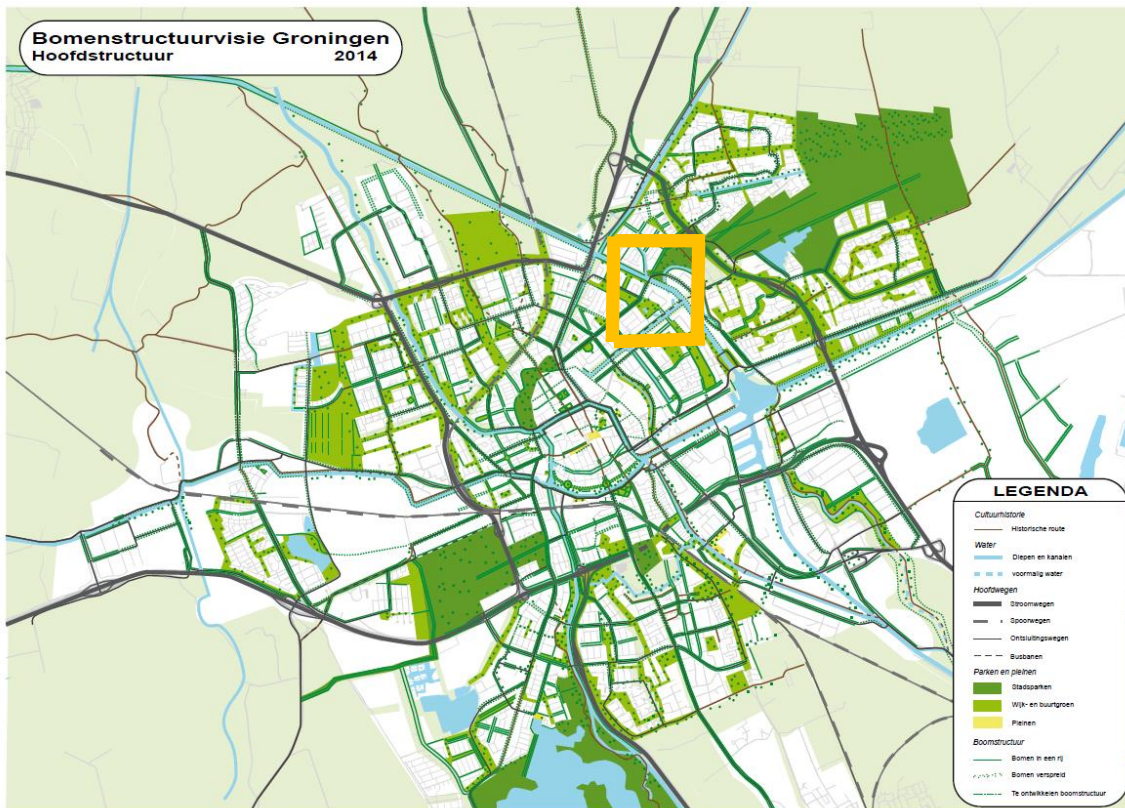 Bomenstructuurvisie Groningen
Hoofdstructuur 2014
LEGENDA
Cultuurhistorie
Historische route
Water
Diepen en kanalen
voormalig water
Hoofdwegen
Stroomwegen
Spoorwegen
Ontsluitingswegen
Busbanen
Parken en pleinen
Stadsparken
Wijk- en buurtgroen
Pleinen
Boomstructuur
Bomen in een rij
Bomen verspreid
Te ontwikkelen boomstructuur